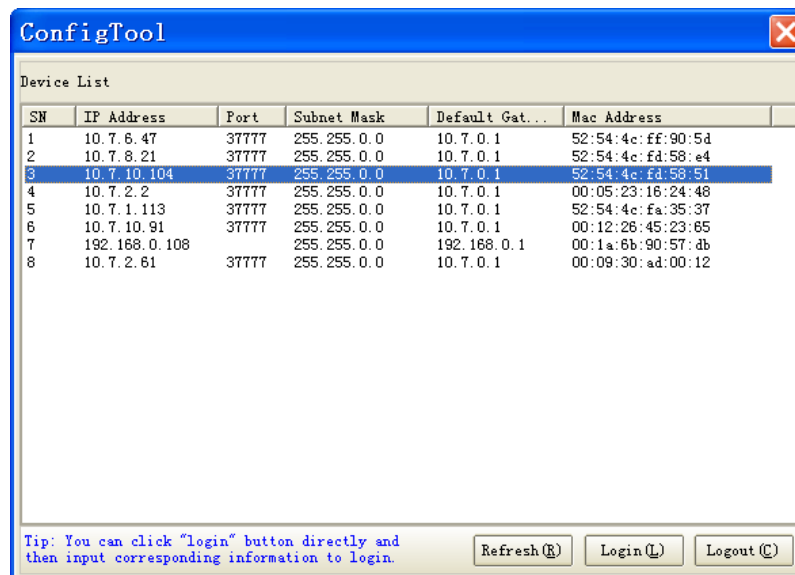 ConfigTool
Device List
SN IP Address Port Subnet Mask Default Gat... Mac Address
1 10.7.6.47 37777 255.255.0.0 10.7.0.1 52:54:4c:ff:90:5d
2 10.7.8.21 37777 255.255.0.0 10.7.0.1 52:54:4c:fd:58:e4
3 10.7.10.104 37777 255.255.0.0 10.7.0.1 52:54:4c:fd:58:51
4 10.7.2.2 37777 255.255.0.0 10.7.0.1 00:05:23:16:24:48
5 10.7.1.113 37777 255.255.0.0 10.7.0.1 52:54:4c:fa:35:37
6 10.7.10.91 37777 255.255.0.0 10.7.0.1 00:12:26:45:23:65
7 192.168.0.108 255.255.0.0 192.168.0.1 00:1a:6b:90:57:db
8 10.7.2.61 37777 255.255.0.0 10.7.0.1 00:09:30:ad:00:12
Tip: You can click "login" button directly and
then input corresponding information to login.
Refresh(R) Login(L) Logout(C)